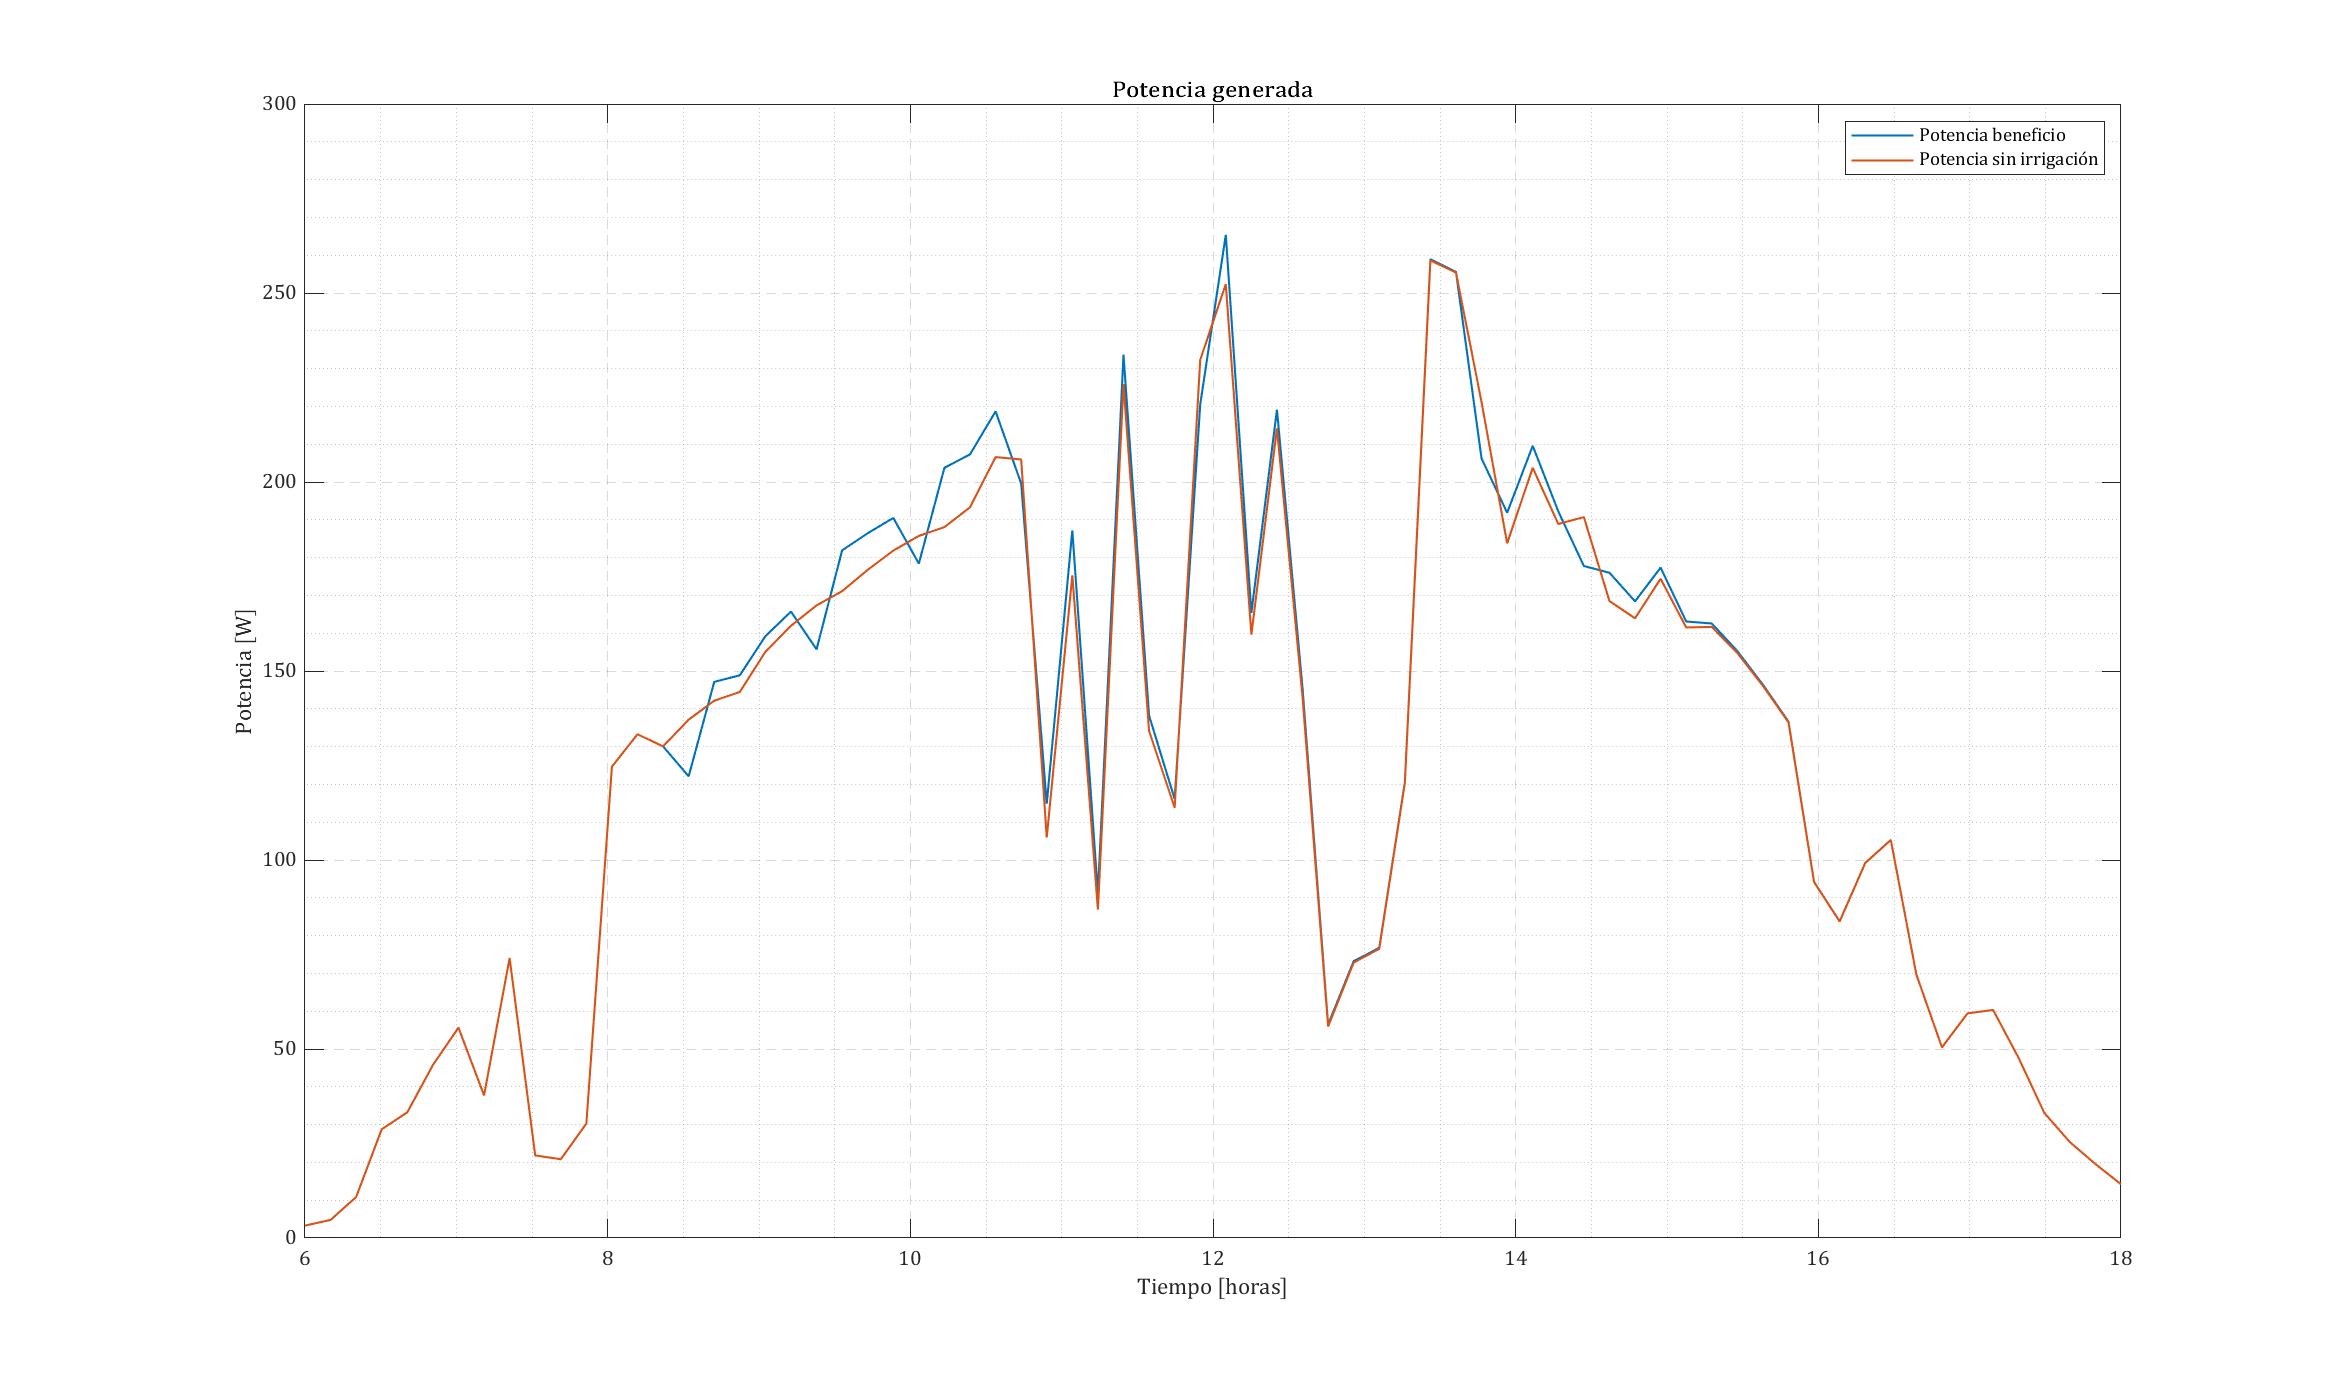 Potencia generada
300
250
200
150
100
50
0
Potencia [W]
Potencia beneficio
Potencia sin irrigación
6 8 10 12 14 16 18
Tiempo [horas]